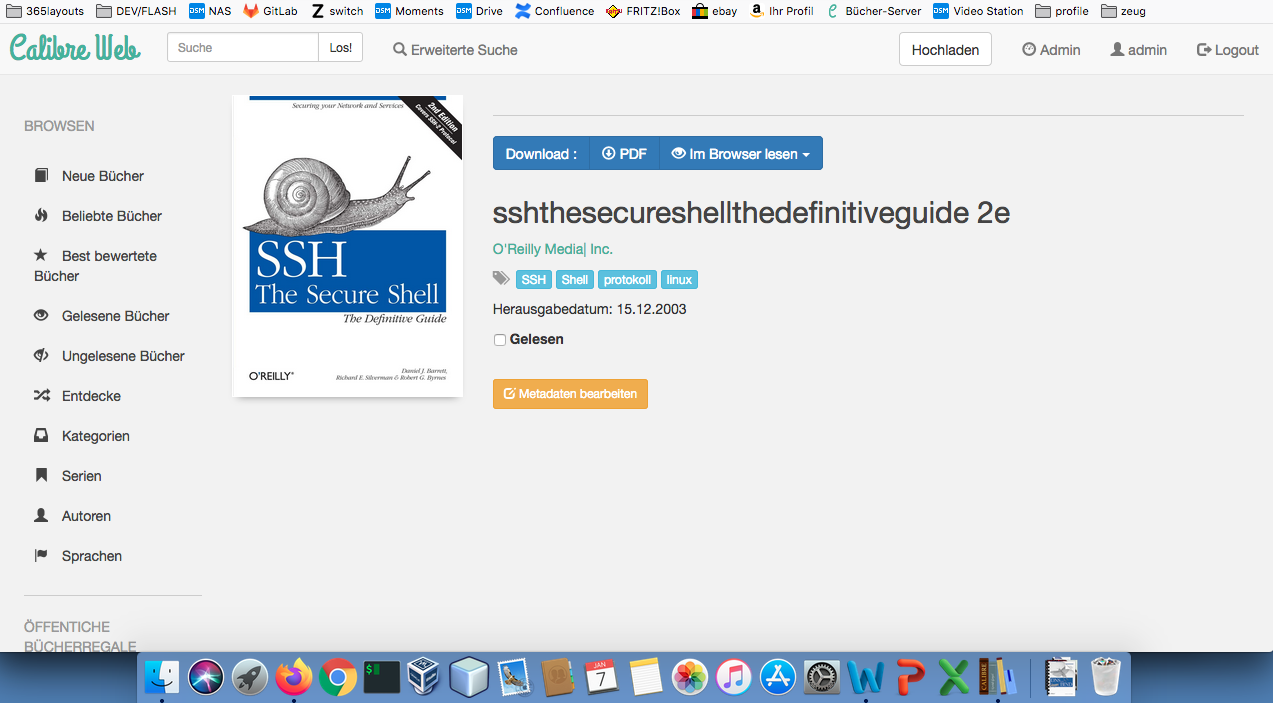 365layouts DEV/FLASH NAS GitLab switch Moments Drive Confluence FRITZ!Box ebay Ihr Profil Bücher-Server Video Station profile zeug
Calibre Web Suche Los! Erweiterte Suche Hochladen Admin admin Logout
BROWSEN
Neue Bücher
Beliebte Bücher
Best bewertete
Bücher
Gelesene Bücher
Ungelesene Bücher
Entdecke
Kategorien
Serien
Autoren
Sprachen
ÖFFENTICHE
BÜCHERREGALE
Securing your Network and Services
2nd Edition
Covers SSH-2 Protocol
SSH
The Secure Shell
The Definitive Guide
O'REILLY®
Daniel J. Barrett,
Richard E. Silverman & Robert G. Byrnes
Download : PDF Im Browser lesen
sshthesecureshellthedefinitiveguide 2e
O'Reilly Media| Inc.
SSH Shell protokoll linux
Herausgabedatum: 15.12.2003
Gelesen
Metadaten bearbeiten
JAN
7
CALIBRE